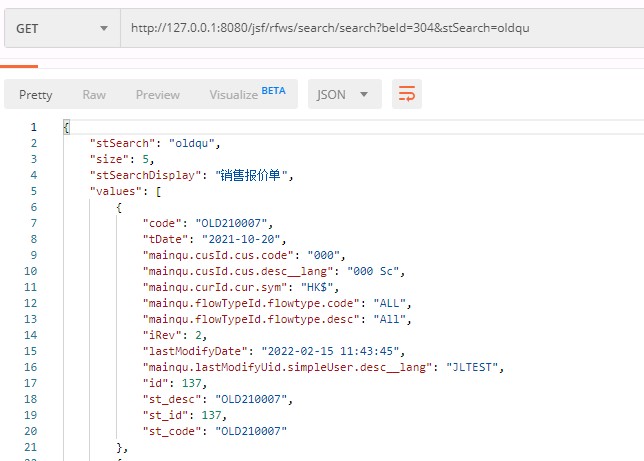 GET http://127.0.0.1:8080/jsf/rfws/search/search?beId=304&stSearch=oldqu
Pretty Raw Preview Visualize BETA JSON
1 {
2 "stSearch": "oldqu",
3 "size": 5,
4 "stSearchDisplay": "销售报价单",
5 "values": [
6 {
7 "code": "OLD210007",
8 "tDate": "2021-10-20",
9 "mainqu.cusId.cus.code": "000",
10 "mainqu.cusId.cus.desc__lang": "000 Sc",
11 "mainqu.curId.cur.sym": "HK$",
12 "mainqu.flowTypeId.flowtype.code": "ALL",
13 "mainqu.flowTypeId.flowtype.desc": "All",
14 "iRev": 2,
15 "lastModifyDate": "2022-02-15 11:43:45",
16 "mainqu.lastModifyUid.simpleUser.desc__lang": "JLTEST",
17 "id": 137,
18 "st_desc": "OLD210007",
19 "st_id": 137,
20 "st_code": "OLD210007"
21 },